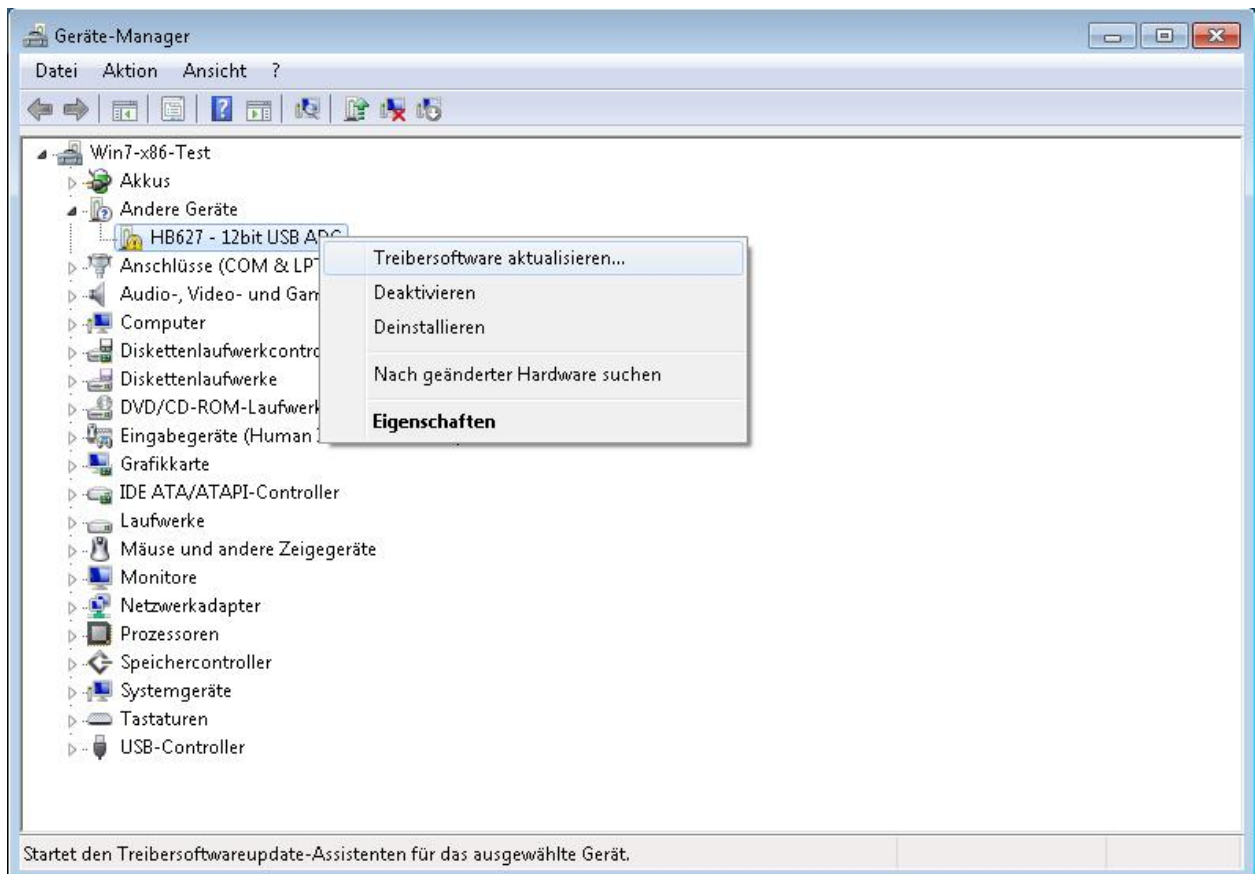 Geräte-Manager
Datei Aktion Ansicht ?
Win7-x86-Test
Akkus
Andere Geräte
HB627 - 12bit USB ADC
Anschlüsse (COM & LPT
Audio-, Video- und Gam
Computer
Diskettenlaufwerkcontro
Diskettenlaufwerke
DVD/CD-ROM-Laufwerk
Eingabegeräte (Human
Grafikkarte
IDE ATA/ATAPI-Controller
Laufwerke
Mäuse und andere Zeigegeräte
Monitore
Netzwerkadapter
Prozessoren
Speichercontroller
Systemgeräte
Tastaturen
USB-Controller
Treibersoftware aktualisieren...
Deaktivieren
Deinstallieren
Nach geänderter Hardware suchen
Eigenschaften
Startet den Treibersoftwareupdate-Assistenten für das ausgewählte Gerät.